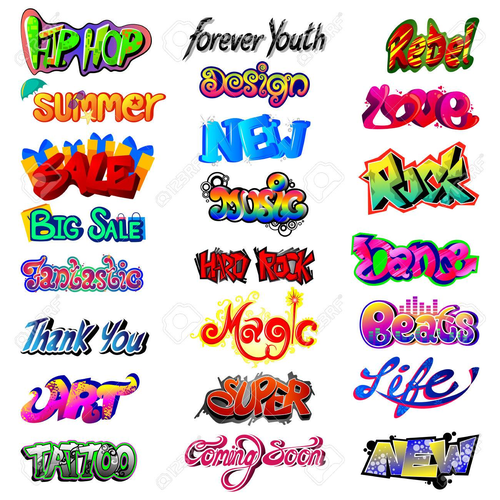 HIP HOP
Summer
SALE
BIG SALE
Fantastic
Thank You
ART
TATTOO
Forever Youth
Design
NEW
MUSIC
HARD ROCK
Magic
SUPER
Coming Soon
Rebel
Love
Rock
Dance
Beats
Life
NEW